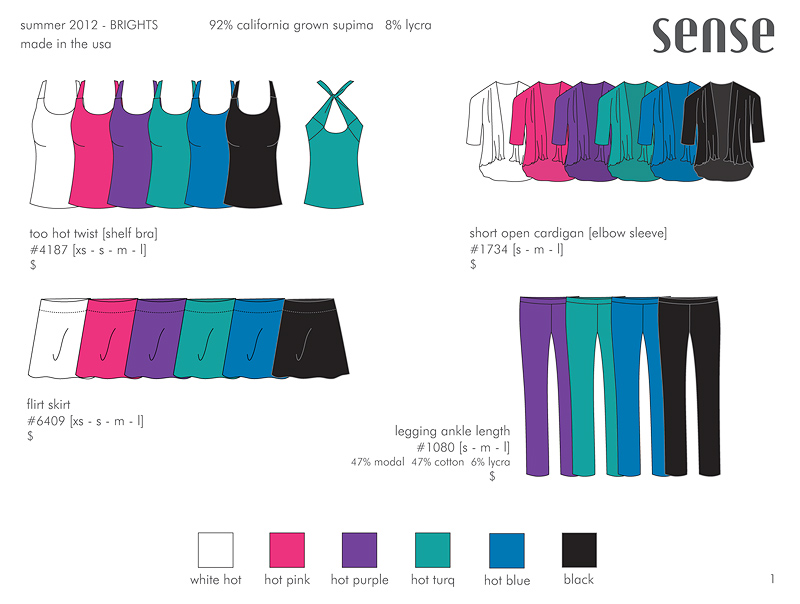 summer 2012 - BRIGHTS 92% california grown supima 8% lycra
made in the usa
sense
too hot twist [shelf bra]
#4187 [xs - s - m - l]
$
short open cardigan [elbow sleeve]
#1734 [s - m - l]
$
flirt skirt
#6409 [xs - s - m - l]
$
legging ankle length
#1080 [s - m - l]
47% modal 47% cotton 6% lycra
$
white hot hot pink hot purple hot turq hot blue black
1